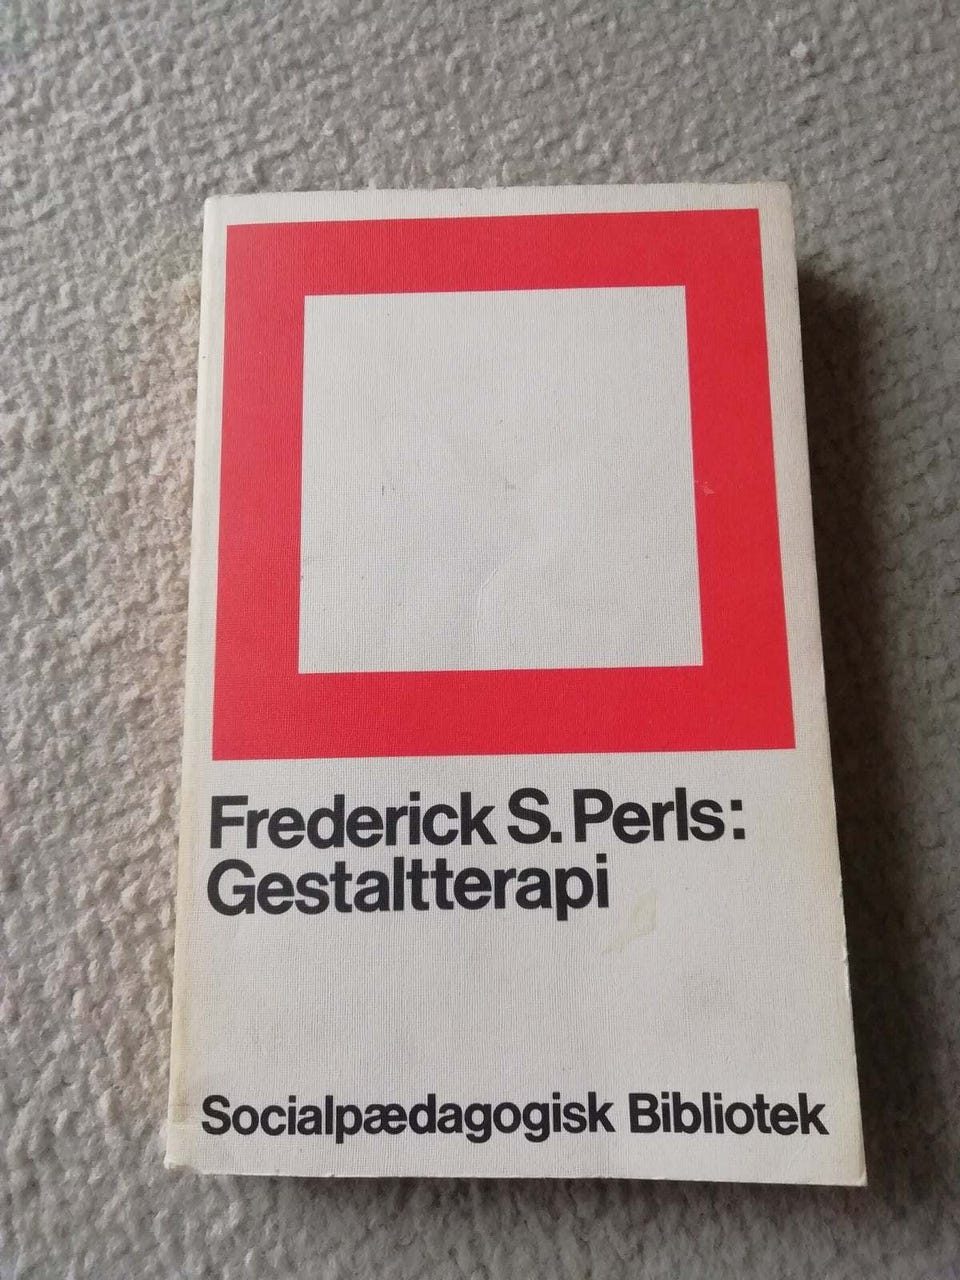 Frederick S. Perls:
Gestaltterapi
Socialpædagogisk Bibliotek